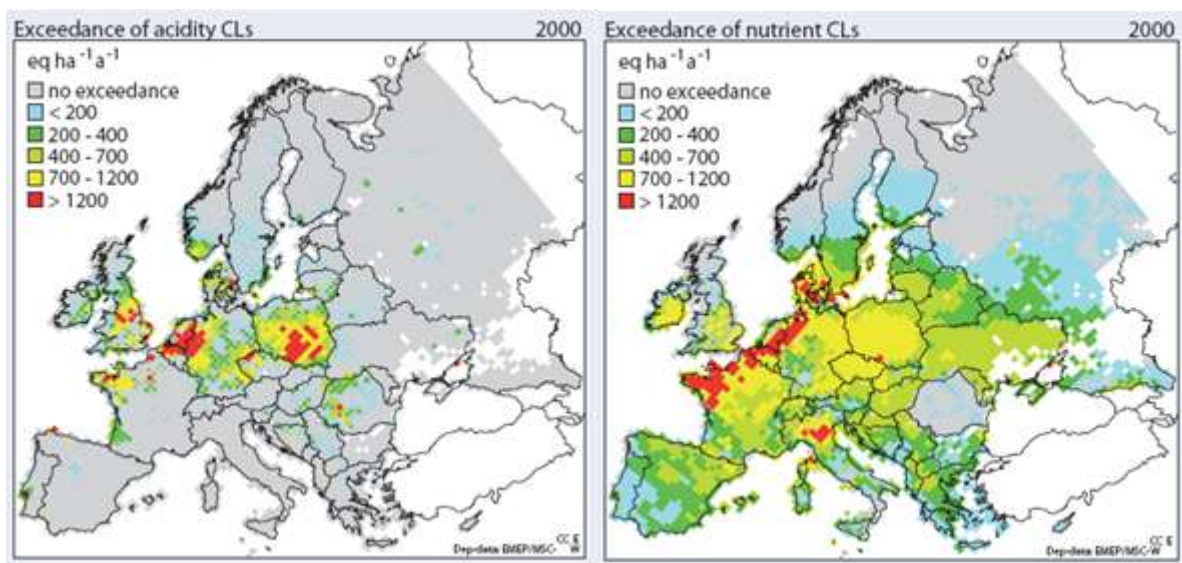 Exceedance of acidity CLs 2000
eq ha⁻¹a⁻¹
no exceedance
< 200
200 - 400
400 - 700
700 - 1200
> 1200
CC E
Dep-data: EMEP/MSC- W
Exceedance of nutrient CLs 2000
eq ha⁻¹a⁻¹
no exceedance
< 200
200 - 400
400 - 700
700 - 1200
> 1200
CC E
Dep-data: EMEP/MSC- W